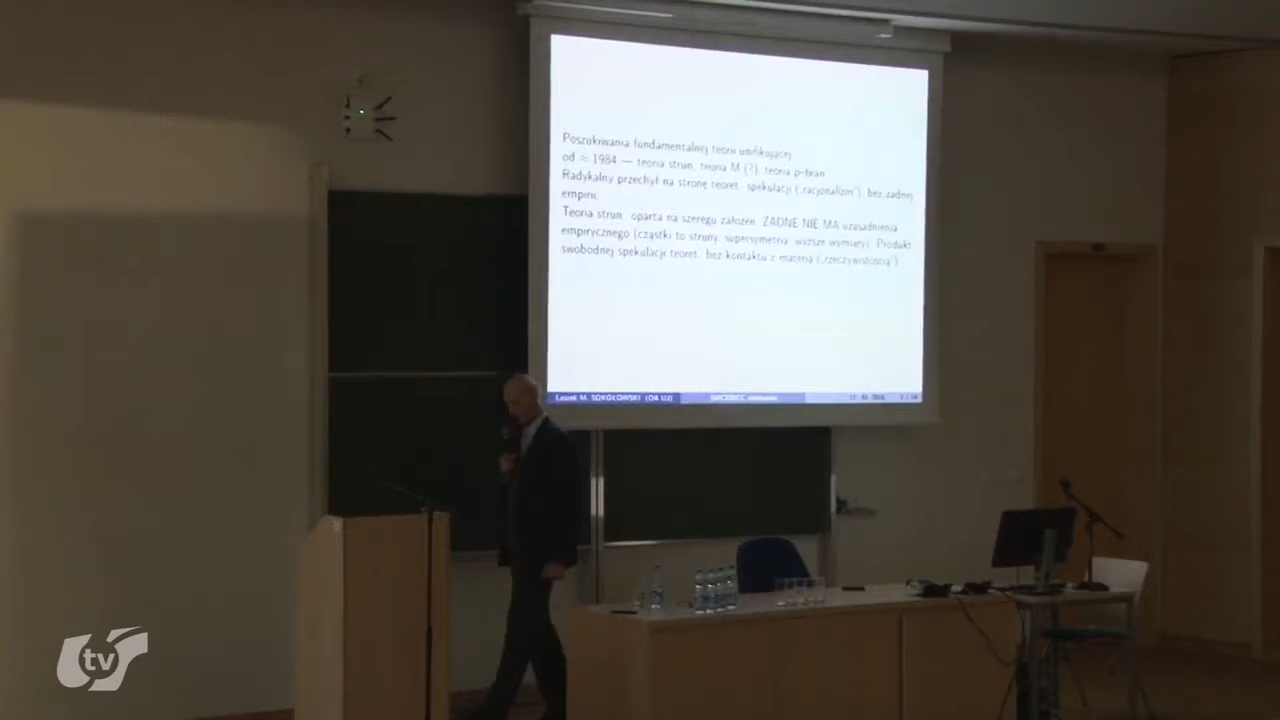 Poszukiwania fundamentalnej teorii unifikującej
od ≈ 1984 — teoria strun, teoria M (?), teoria p-bran
Radykalny przechył na stronę teoret. spekulacji („racjonalizm"), bez żadnej
empirii.
Teoria strun: oparta na szeregu założeń, ŻADNE NIE MA uzasadnienia
empirycznego (cząstki to struny, supersymetria, wyższe wymiary). Produkt
swobodnej spekulacji teoret. bez kontaktu z materią („rzeczywistością").
Leszek M. SOKOŁOWSKI (OA UJ)
tv